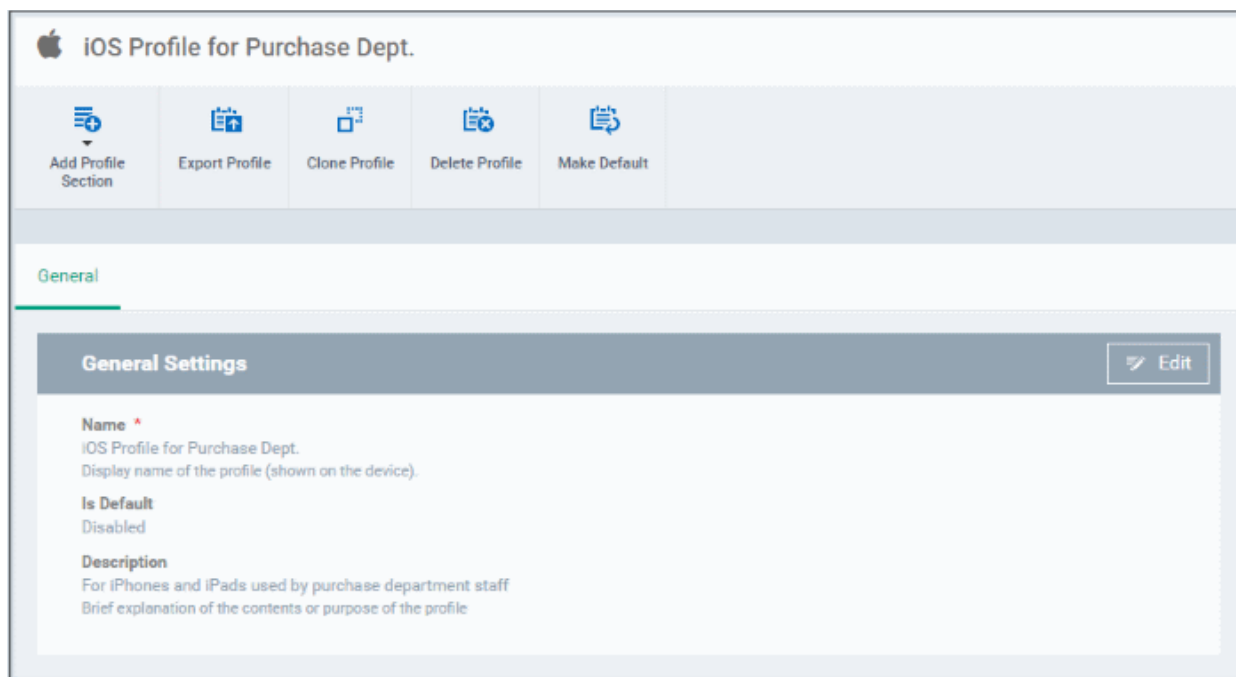 iOS Profile for Purchase Dept.
Add Profile
Section
Export Profile
Clone Profile
Delete Profile
Make Default
General
General Settings
Edit
Name *
iOS Profile for Purchase Dept.
Display name of the profile (shown on the device).
Is Default
Disabled
Description
For iPhones and iPads used by purchase department staff
Brief explanation of the contents or purpose of the profile